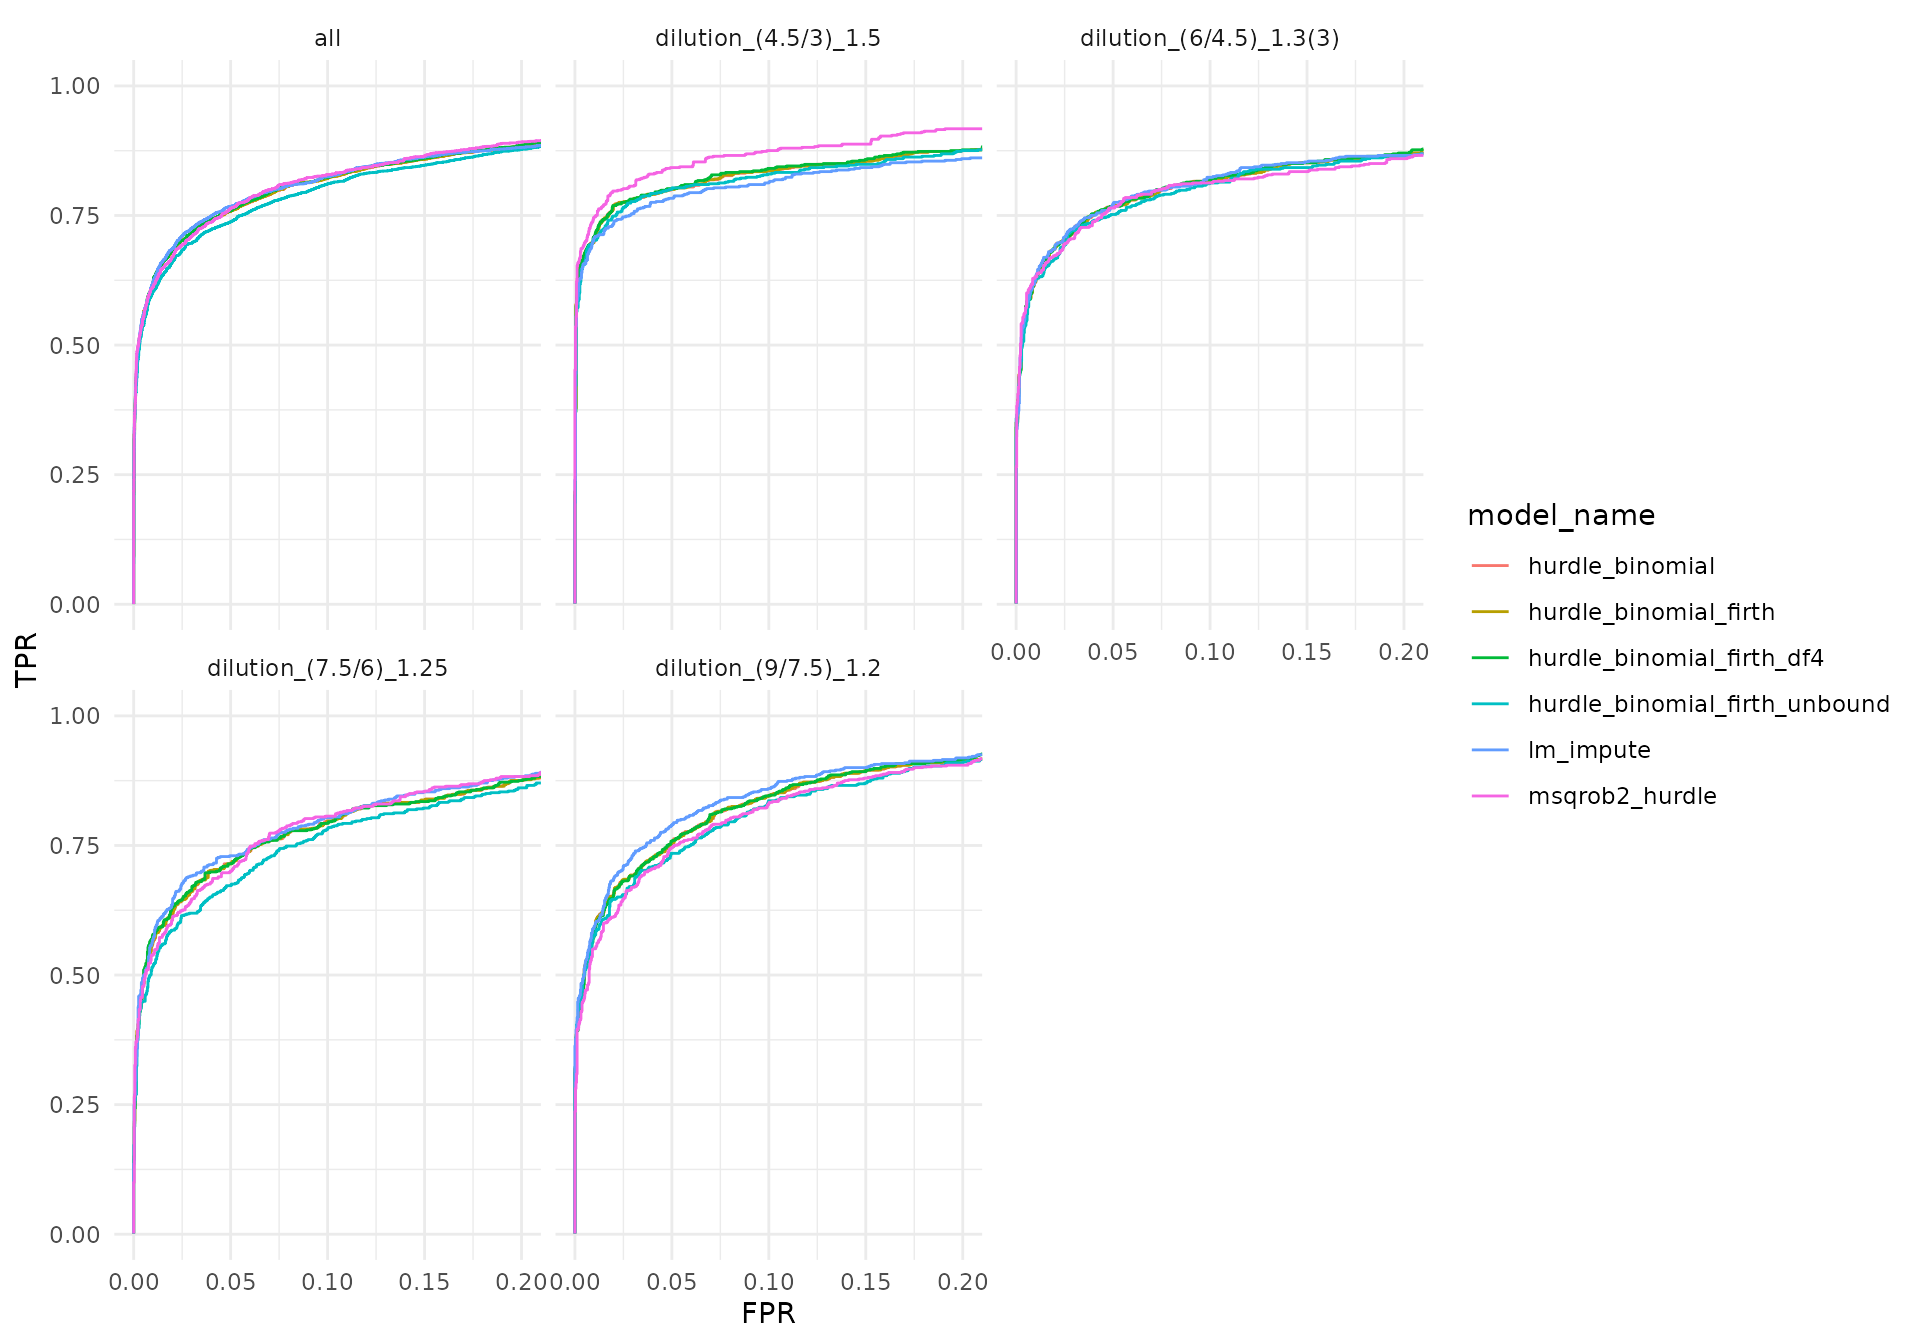 all
dilution_(4.5/3)_1.5
dilution_(6/4.5)_1.3(3)
1.00
0.75
0.50
0.25
0.00
0.00 0.05 0.10 0.15 0.20
dilution_(7.5/6)_1.25
dilution_(9/7.5)_1.2
1.00
0.75
0.50
0.25
0.00
0.00 0.05 0.10 0.15 0.20
0.00 0.05 0.10 0.15 0.20
TPR
FPR
model_name
hurdle_binomial
hurdle_binomial_firth
hurdle_binomial_firth_df4
hurdle_binomial_firth_unbound
lm_impute
msqrob2_hurdle